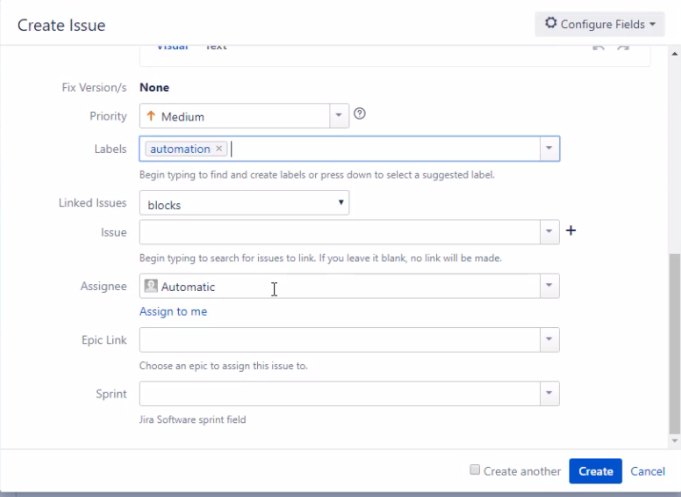 Create Issue
Configure Fields
Visual Text
Fix Version/s None
Priority Medium
Labels automation ×
Begin typing to find and create labels or press down to select a suggested label.
Linked Issues blocks
Issue
Begin typing to search for issues to link. If you leave it blank, no link will be made.
Assignee Automatic
Assign to me
Epic Link
Choose an epic to assign this issue to.
Sprint
Jira Software sprint field
Create another Create Cancel